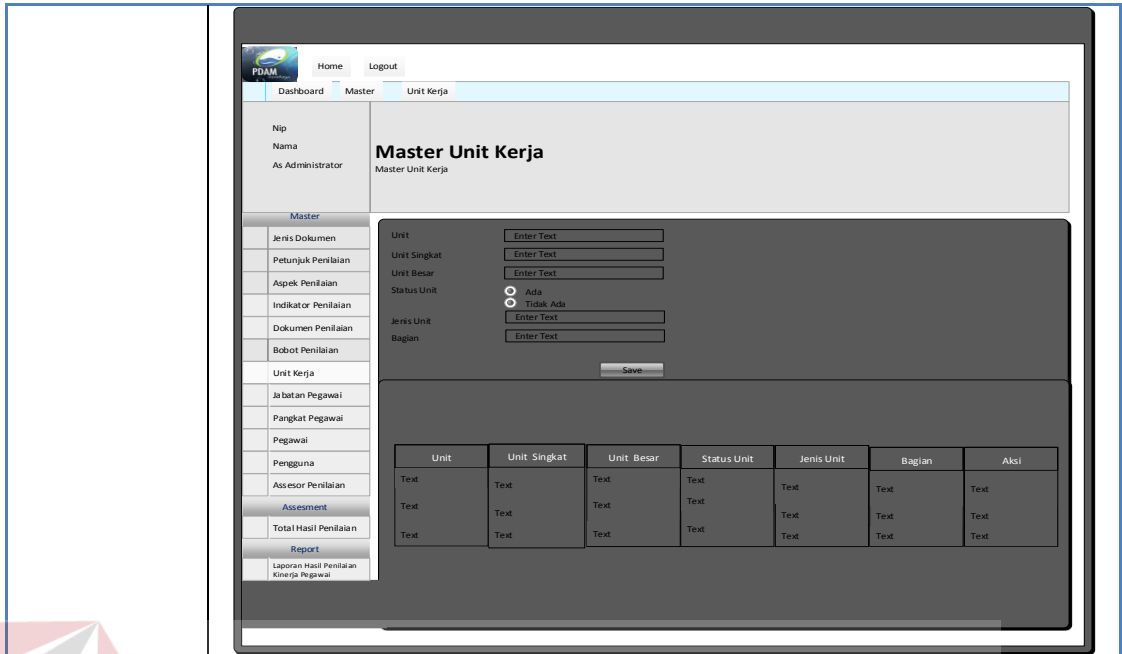 PDAM
Home Logout
Dashboard Master Unit Kerja
Nip
Nama
As Administrator
Master Unit Kerja
Master Unit Kerja
Master
Jenis Dokumen
Petunjuk Penilaian
Aspek Penilaian
Indikator Penilaian
Dokumen Penilaian
Bobot Penilaian
Unit Kerja
Jabatan Pegawai
Pangkat Pegawai
Pegawai
Pengguna
Assesor Penilaian
Assesment
Total Hasil Penilaian
Report
Laporan Hasil Penilaian
Kinerja Pegawai
Unit Enter Text
Unit Singkat Enter Text
Unit Besar Enter Text
Status Unit Ada
Tidak Ada
Jenis Unit Enter Text
Bagian Enter Text
Save
Unit Unit Singkat Unit Besar Status Unit Jenis Unit Bagian Aksi
Text Text Text Text Text Text Text
Text Text Text Text Text Text Text
Text Text Text Text Text Text Text